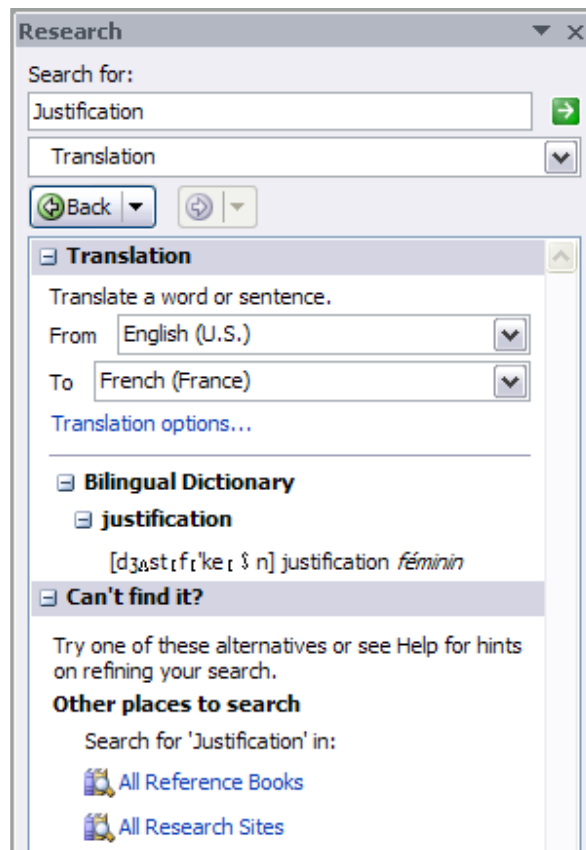 Research
Search for:
Justification
Translation
Back
Translation
Translate a word or sentence.
From English (U.S.)
To French (France)
Translation options...
Bilingual Dictionary
justification
[dʒʌstɪfɪ'keɪʃn] justification féminin
Can't find it?
Try one of these alternatives or see Help for hints
on refining your search.
Other places to search
Search for 'Justification' in:
All Reference Books
All Research Sites